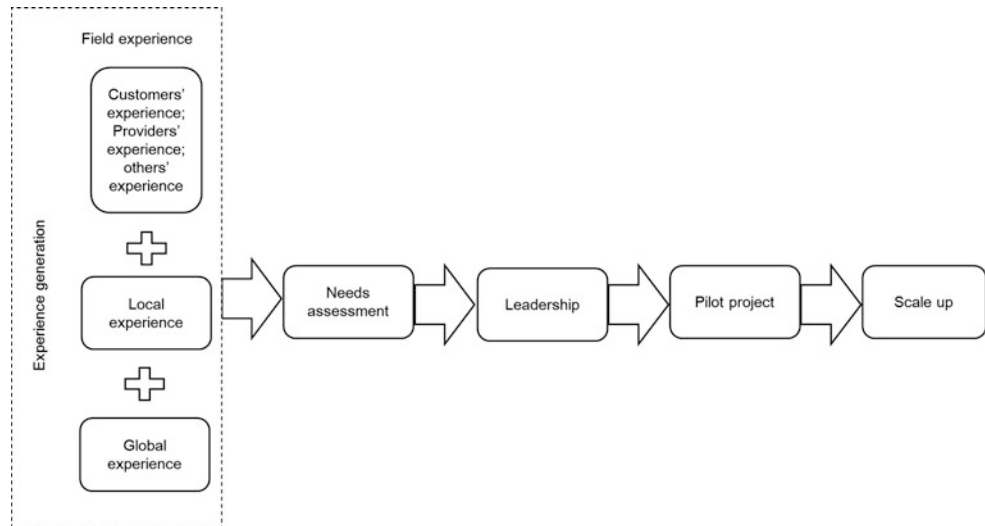 Field experience
Customers'
experience;
Providers'
experience;
others'
experience
Experience generation
Local
experience
Global
experience
Needs
assessment
Leadership
Pilot project
Scale up